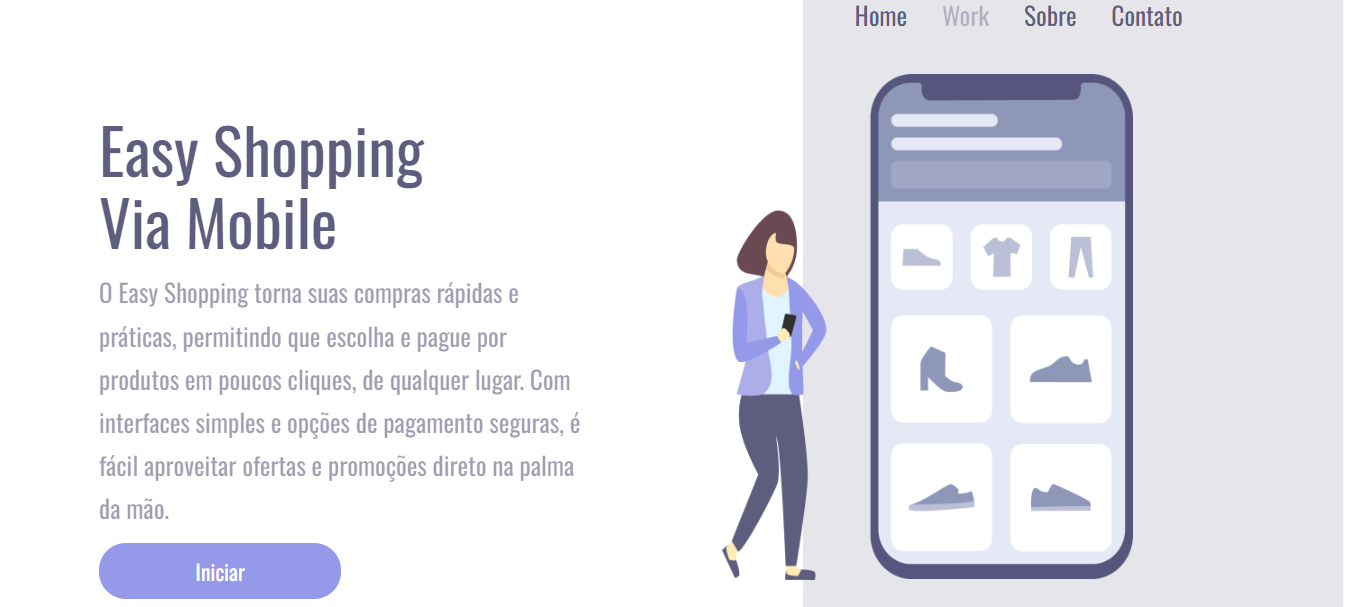 Home Work Sobre Contato
Easy Shopping
Via Mobile
O Easy Shopping torna suas compras rápidas e
práticas, permitindo que escolha e pague por
produtos em poucos cliques, de qualquer lugar. Com
interfaces simples e opções de pagamento seguras, é
fácil aproveitar ofertas e promoções direto na palma
da mão.
Iniciar